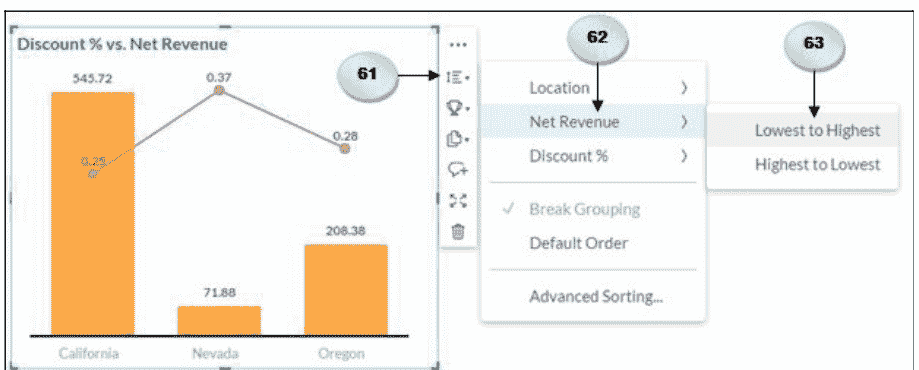 Discount % vs. Net Revenue
545.72
0.37
0.25
0.28
208.38
71.88
California
Nevada
Oregon
61
62
63
Location
Net Revenue
Discount %
Break Grouping
Default Order
Advanced Sorting...
Lowest to Highest
Highest to Lowest